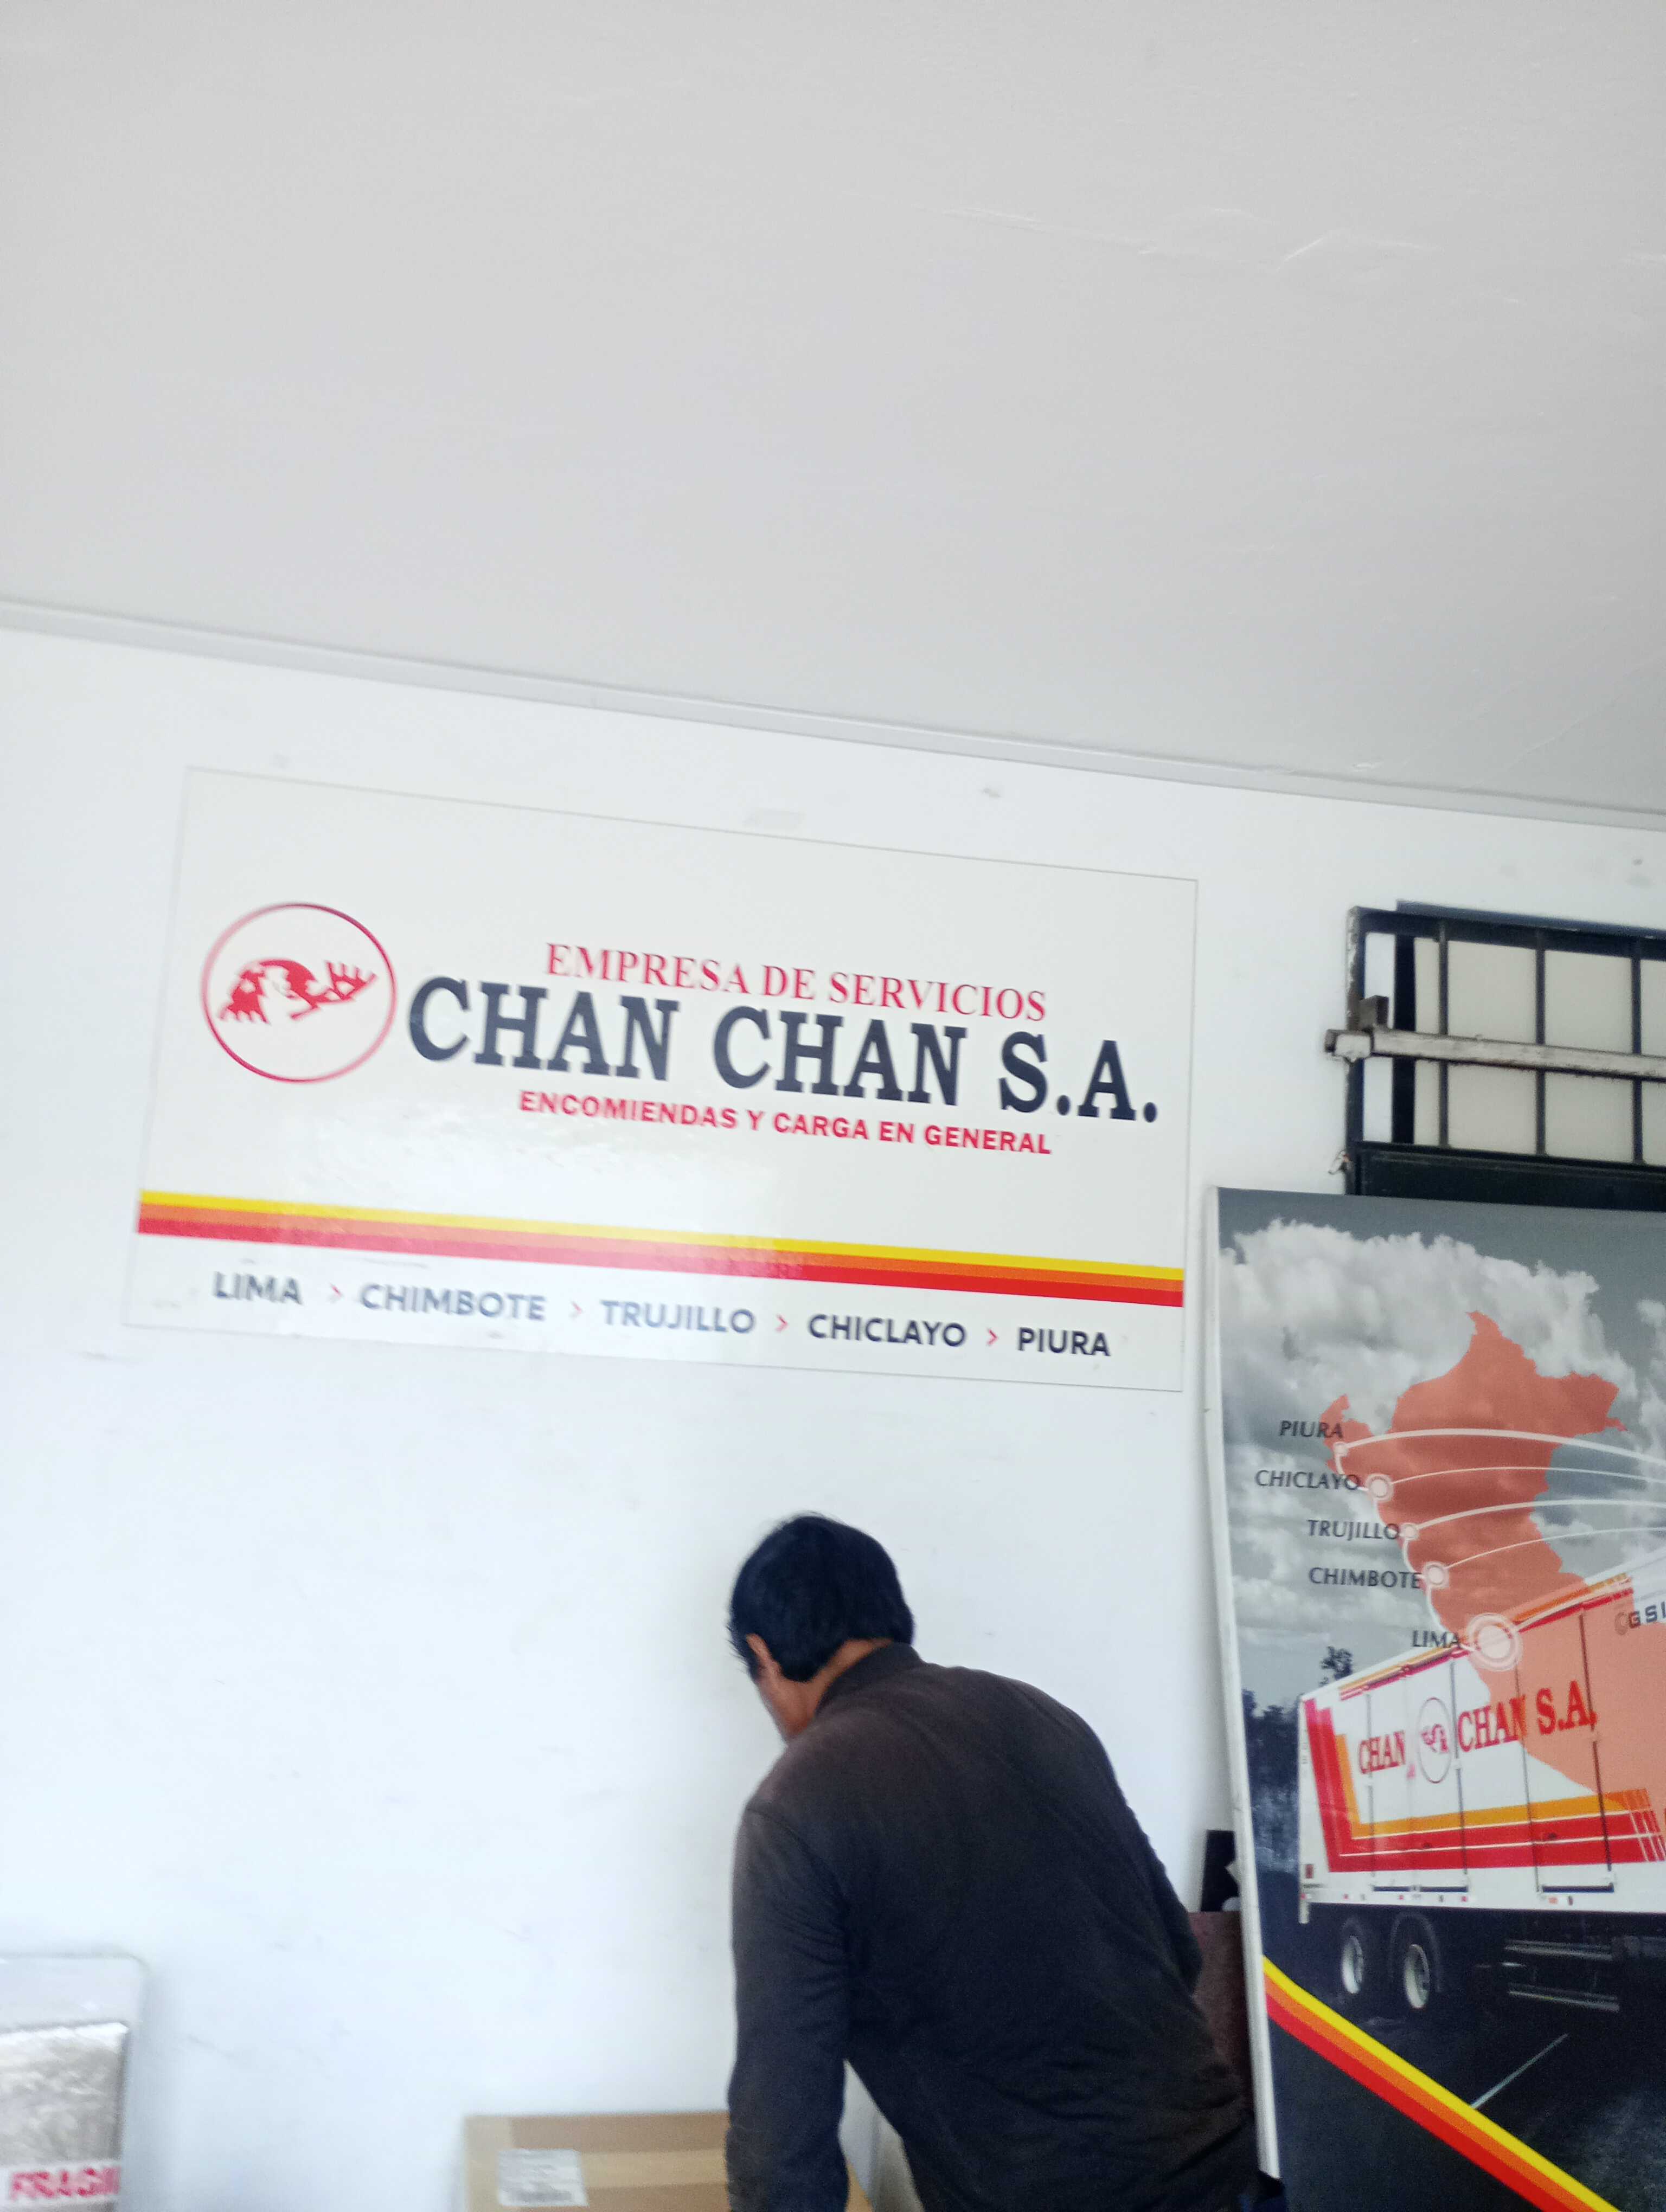 EMPRESA DE SERVICIOS
CHAN CHAN S.A.
ENCOMIENDAS Y CARGA EN GENERAL
LIMA > CHIMBOTE > TRUJILLO > CHICLAYO > PIURA
PIURA
CHICLAYO
TRUJILLO
CHIMBOTE
LIMA
CHAN CHAN S.A.